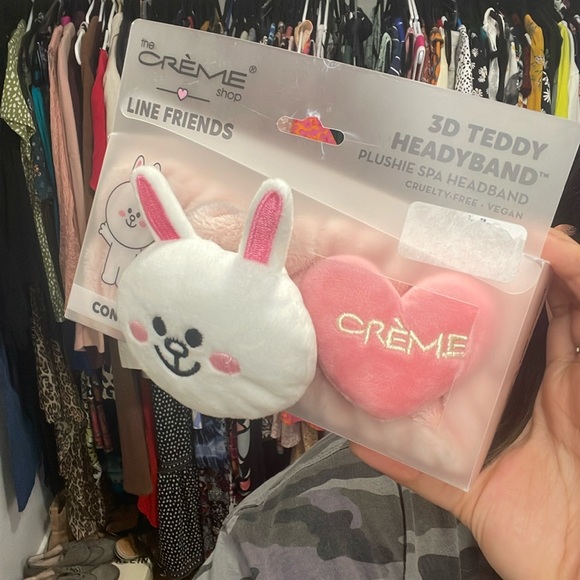 the
CRÈME®
shop
LINE FRIENDS
3D TEDDY
HEADYBAND™
PLUSHIE SPA HEADBAND
CRUELTY-FREE • VEGAN
CRÈME